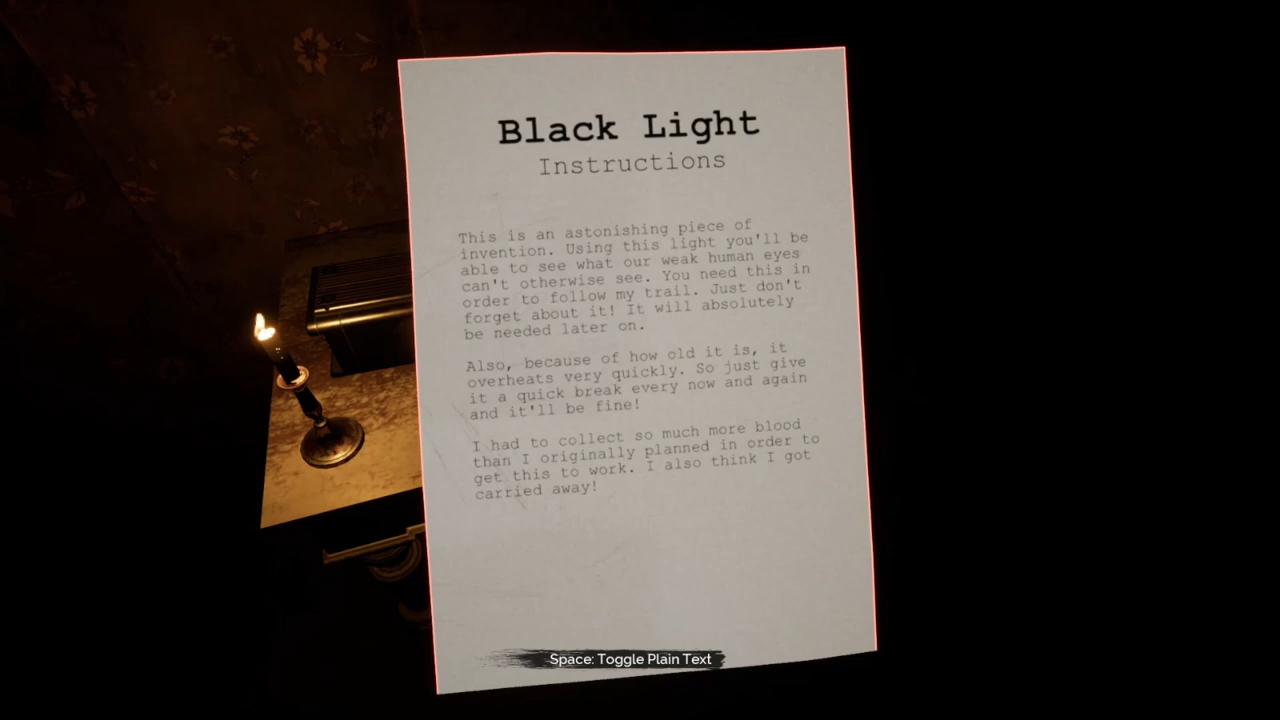 Black Light
Instructions
This is an astonishing piece of
invention. Using this light you'll be
able to see what our weak human eyes
can't otherwise see. You need this in
order to follow my trail. Just don't
forget about it! It will absolutely
be needed later on.
Also, because of how old it is, it
overheats very quickly. So just give
it a quick break every now and again
and it'll be fine!
I had to collect so much more blood
than I originally planned in order to
get this to work. I also think I got
carried away!
Space: Toggle Plain Text